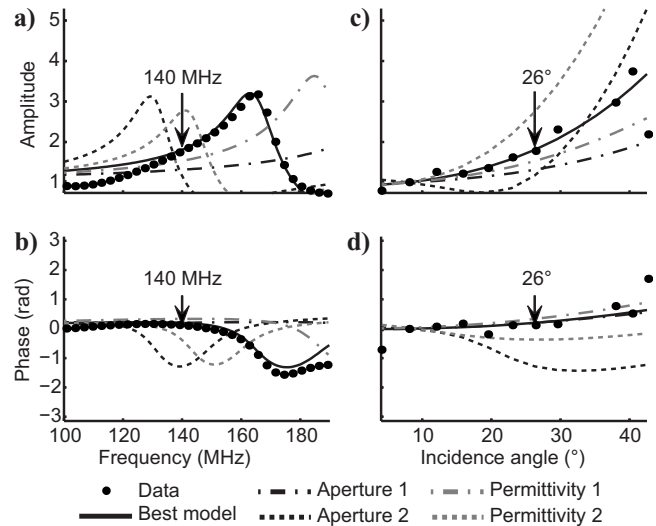 a)
5
4
3
2
1
Amplitude
140 MHz
c)
26°
b)
3
2
1
0
−1
−2
−3
Phase (rad)
140 MHz
100 120 140 160 180
Frequency (MHz)
d)
26°
10 20 30 40
Incidence angle (°)
Data
Best model
Aperture 1
Aperture 2
Permittivity 1
Permittivity 2